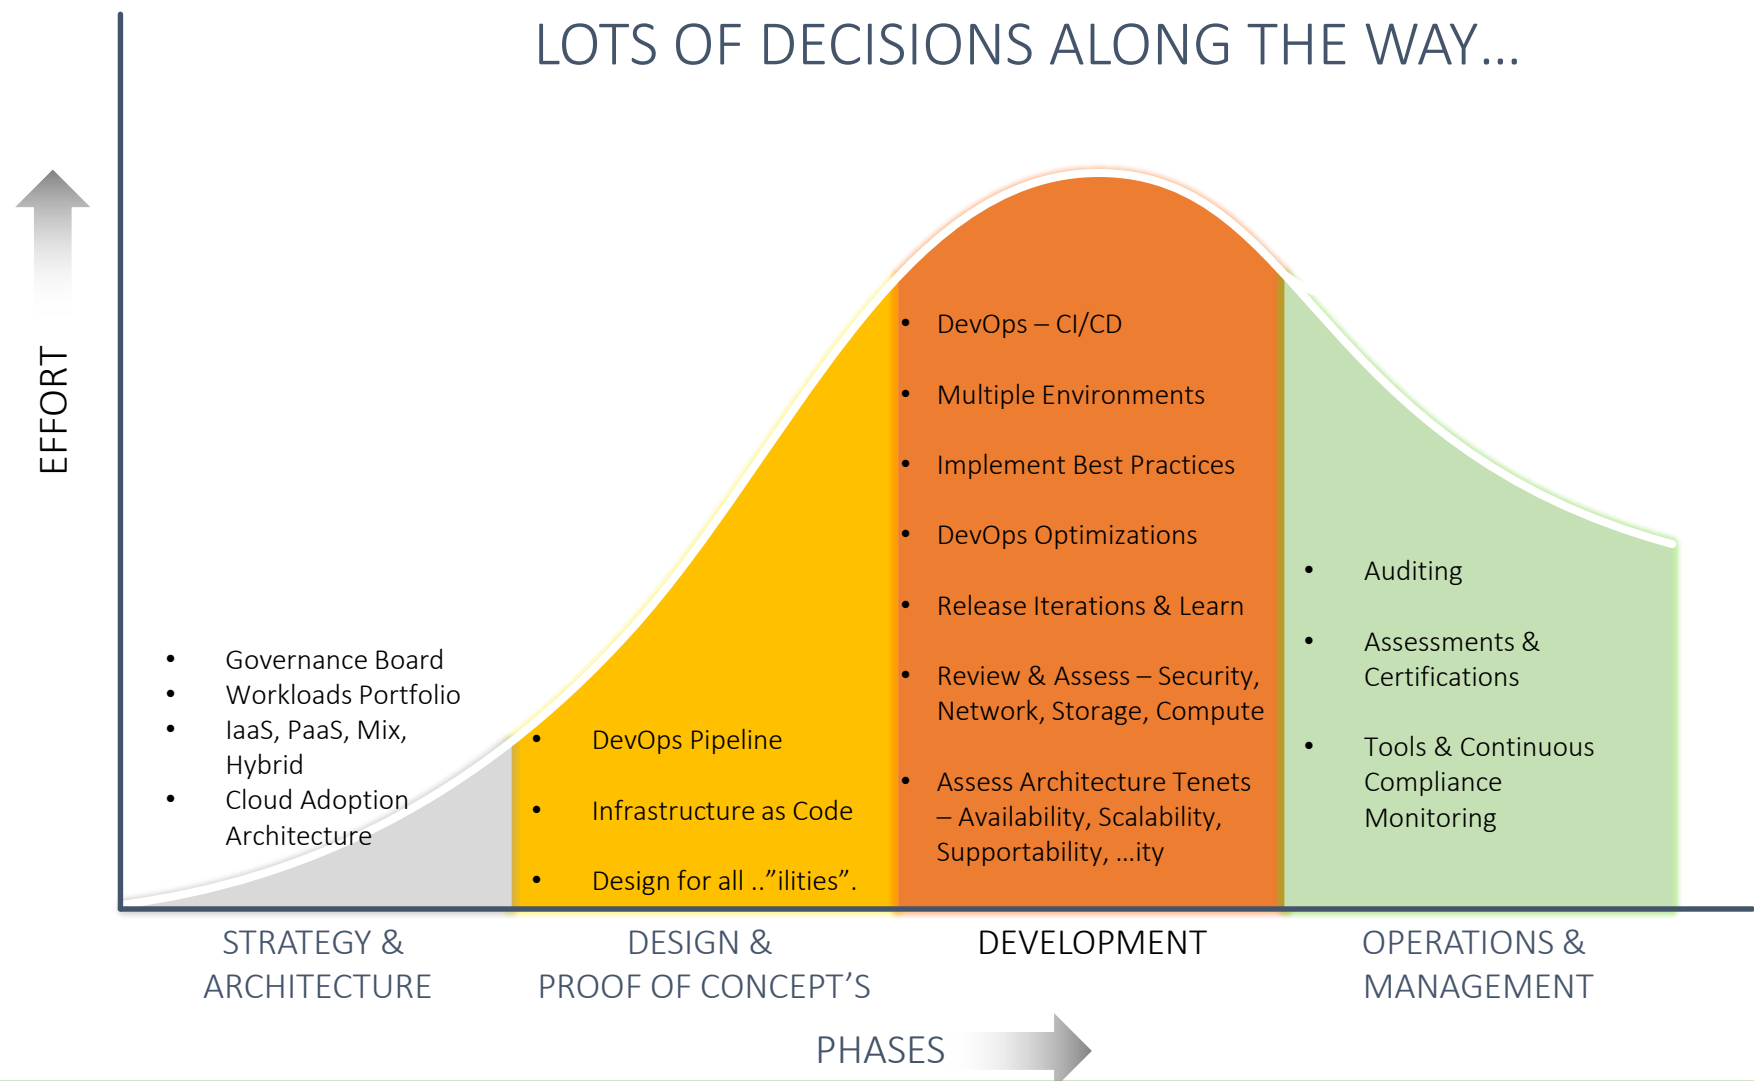 LOTS OF DECISIONS ALONG THE WAY…
EFFORT
• Governance Board
• Workloads Portfolio
• IaaS, PaaS, Mix,
Hybrid
• Cloud Adoption
Architecture
• DevOps Pipeline
• Infrastructure as Code
• Design for all ..”ilities”.
• DevOps – CI/CD
• Multiple Environments
• Implement Best Practices
• DevOps Optimizations
• Release Iterations & Learn
• Review & Assess – Security,
Network, Storage, Compute
• Assess Architecture Tenets
– Availability, Scalability,
Supportability, …ity
• Auditing
• Assessments &
Certifications
• Tools & Continuous
Compliance
Monitoring
STRATEGY &
ARCHITECTURE
DESIGN &
PROOF OF CONCEPT’S
DEVELOPMENT
OPERATIONS &
MANAGEMENT
PHASES